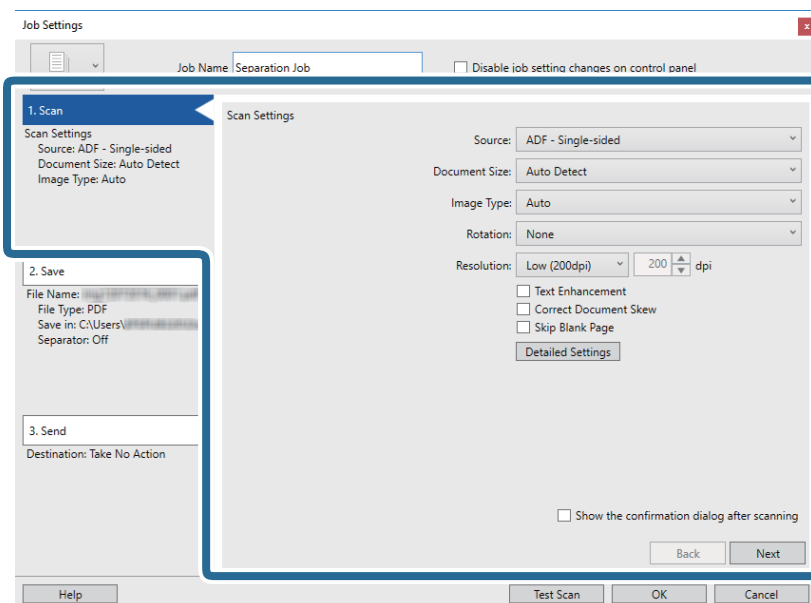 Job Settings
x
Job Name Separation Job
Disable job setting changes on control panel
1. Scan
Scan Settings
Source: ADF - Single-sided
Document Size: Auto Detect
Image Type: Auto
2. Save
File Name:
File Type: PDF
Save in: C:\Users\
Separator: Off
3. Send
Destination: Take No Action
Scan Settings
Source: ADF - Single-sided
Document Size: Auto Detect
Image Type: Auto
Rotation: None
Resolution: Low (200dpi) 200 dpi
Text Enhancement
Correct Document Skew
Skip Blank Page
Detailed Settings
Show the confirmation dialog after scanning
Back Next
Help Test Scan OK Cancel